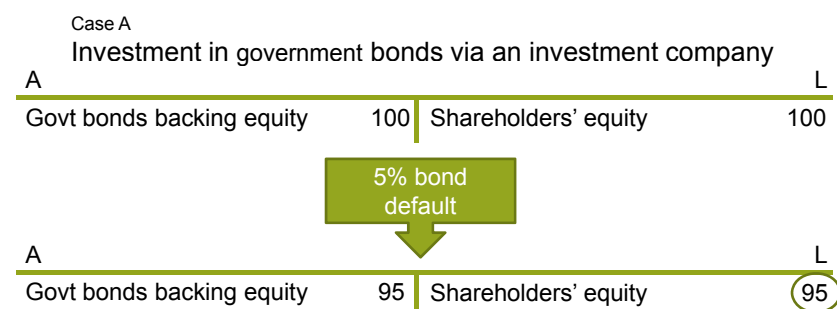 Case A
Investment in government bonds via an investment company
A L
Govt bonds backing equity 100 Shareholders’ equity 100
5% bond
default
A L
Govt bonds backing equity 95 Shareholders’ equity 95